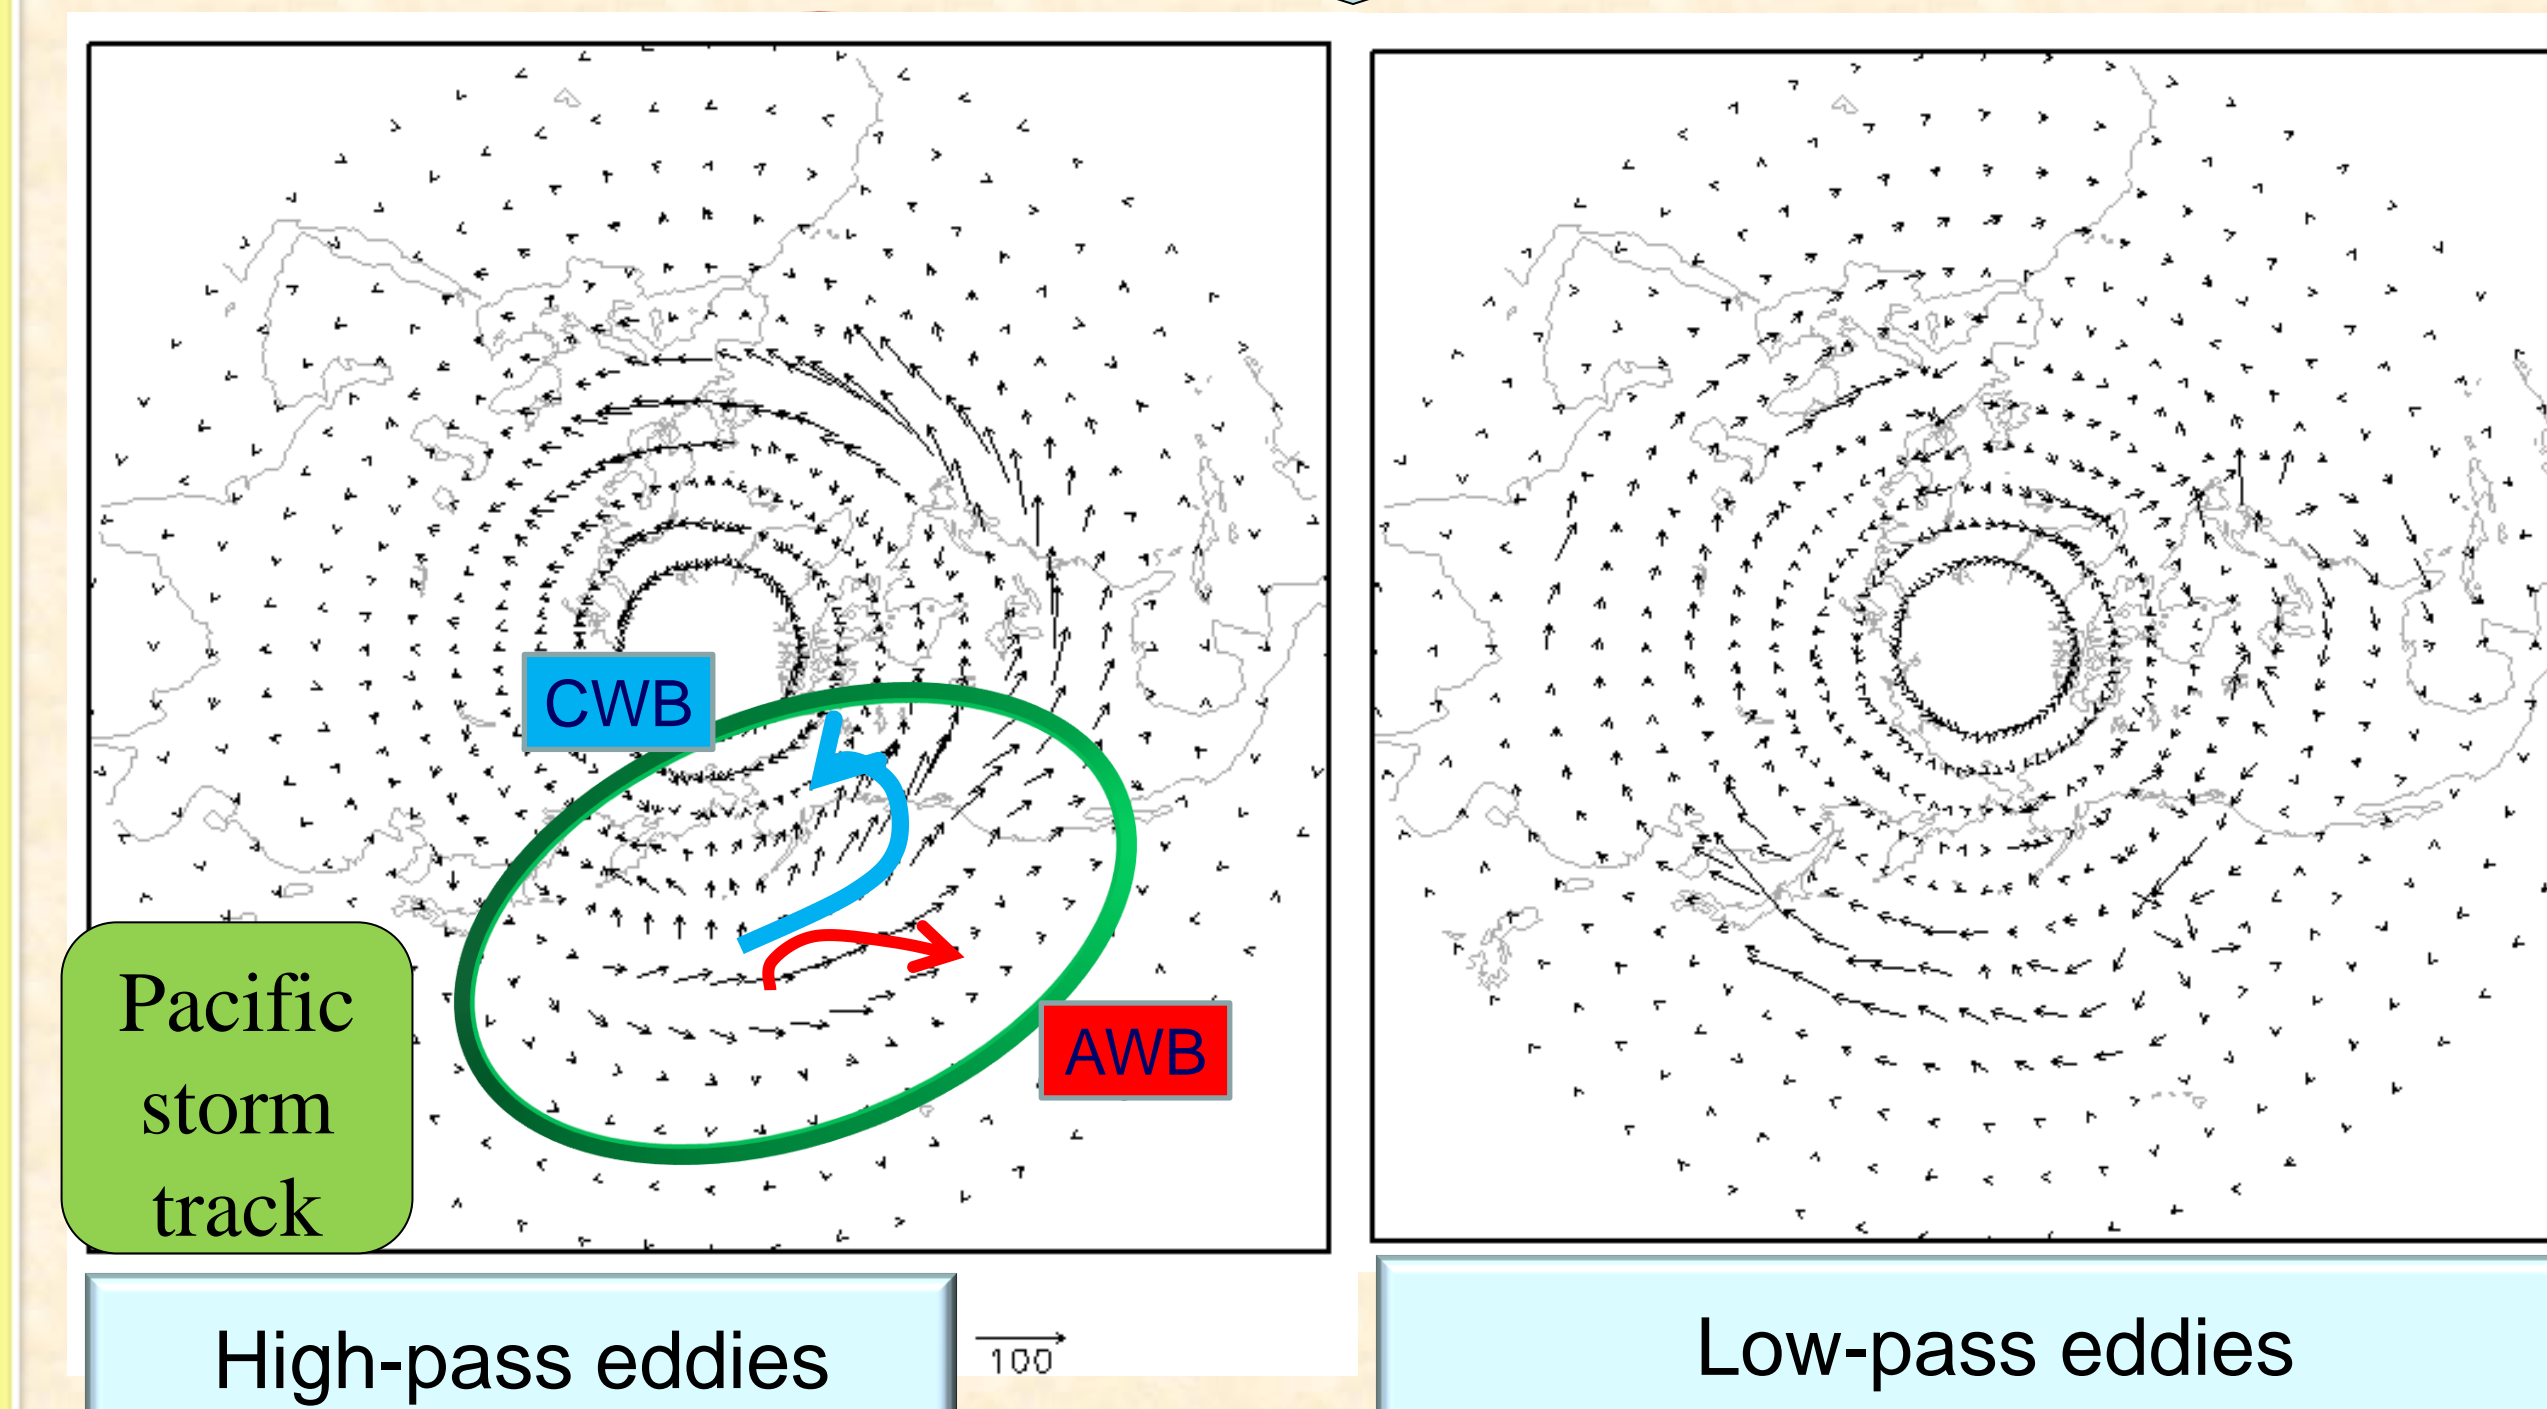 CWB
Pacific
storm
track
AWB
High-pass eddies
100
Low-pass eddies